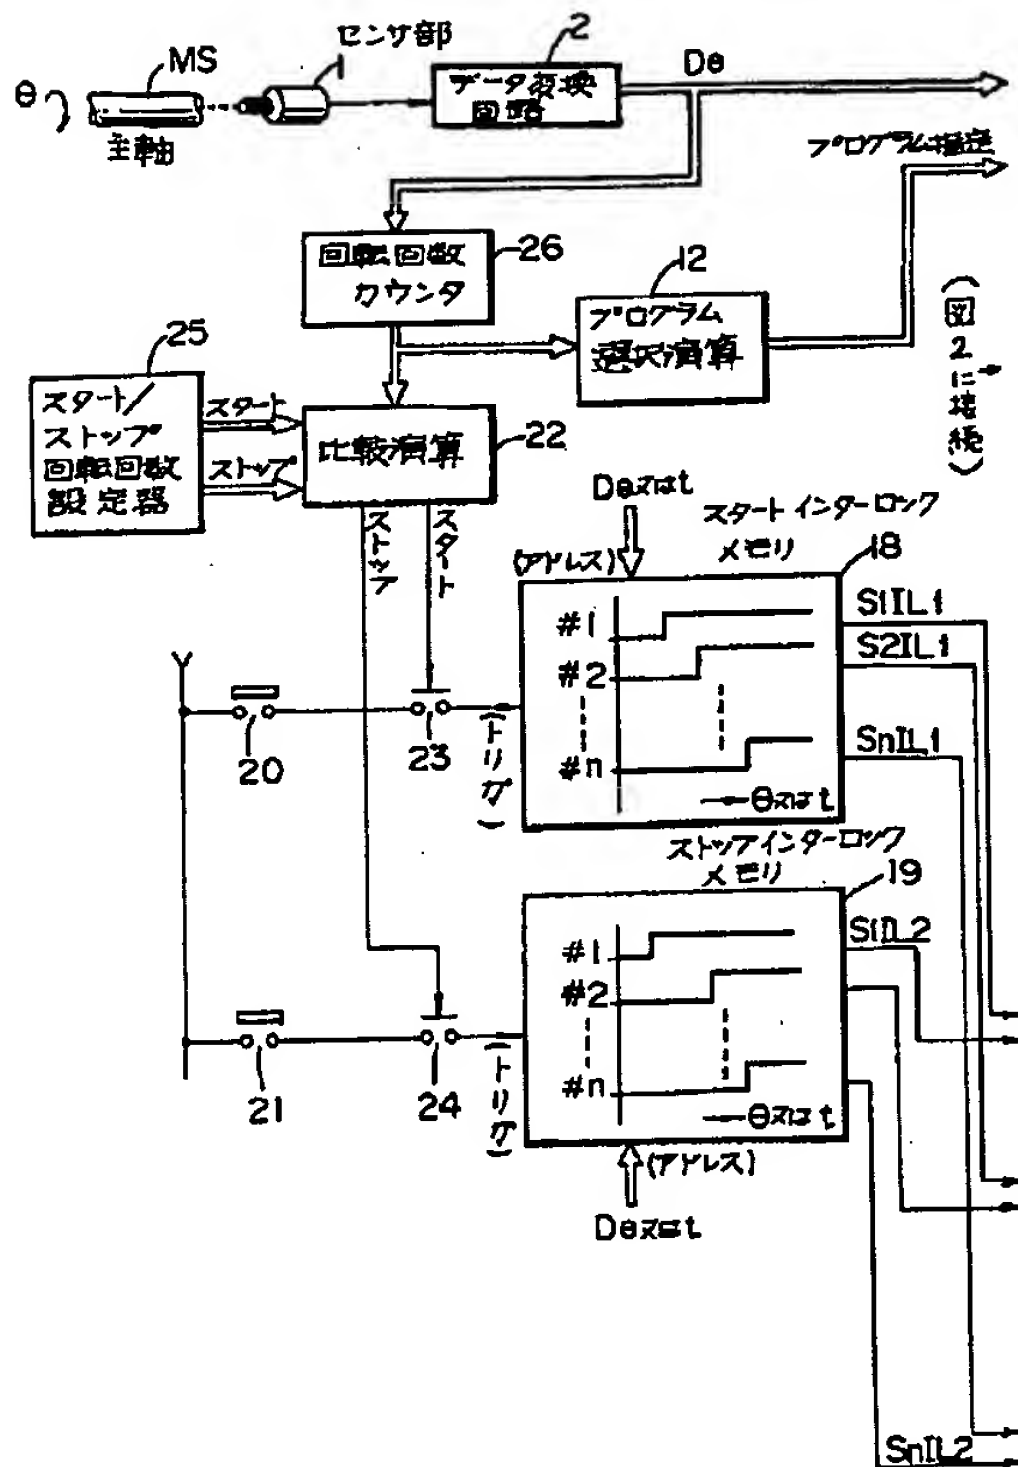 センサ部
1
2
MS
θ
主軸
データ変換
回路
Dθ
プログラム指定
回転回数
カウンタ
26
12
プログラム
選択演算
(図2に接続)
25
スタート/
ストップ
回転回数
設定器
スタート
ストップ
比較演算
22
ストップ
スタート
Dθ又はt
(アドレス)
スタートインターロック
メモリ
18
#1
#2
#n
θ又はt
S1IL1
S2IL1
SnIL1
20
23
(トリガ)
ストップインターロック
メモリ
19
#1
#2
#n
θ又はt
S1IL2
21
24
(トリガ)
(アドレス)
Dθ又はt
SnIL2